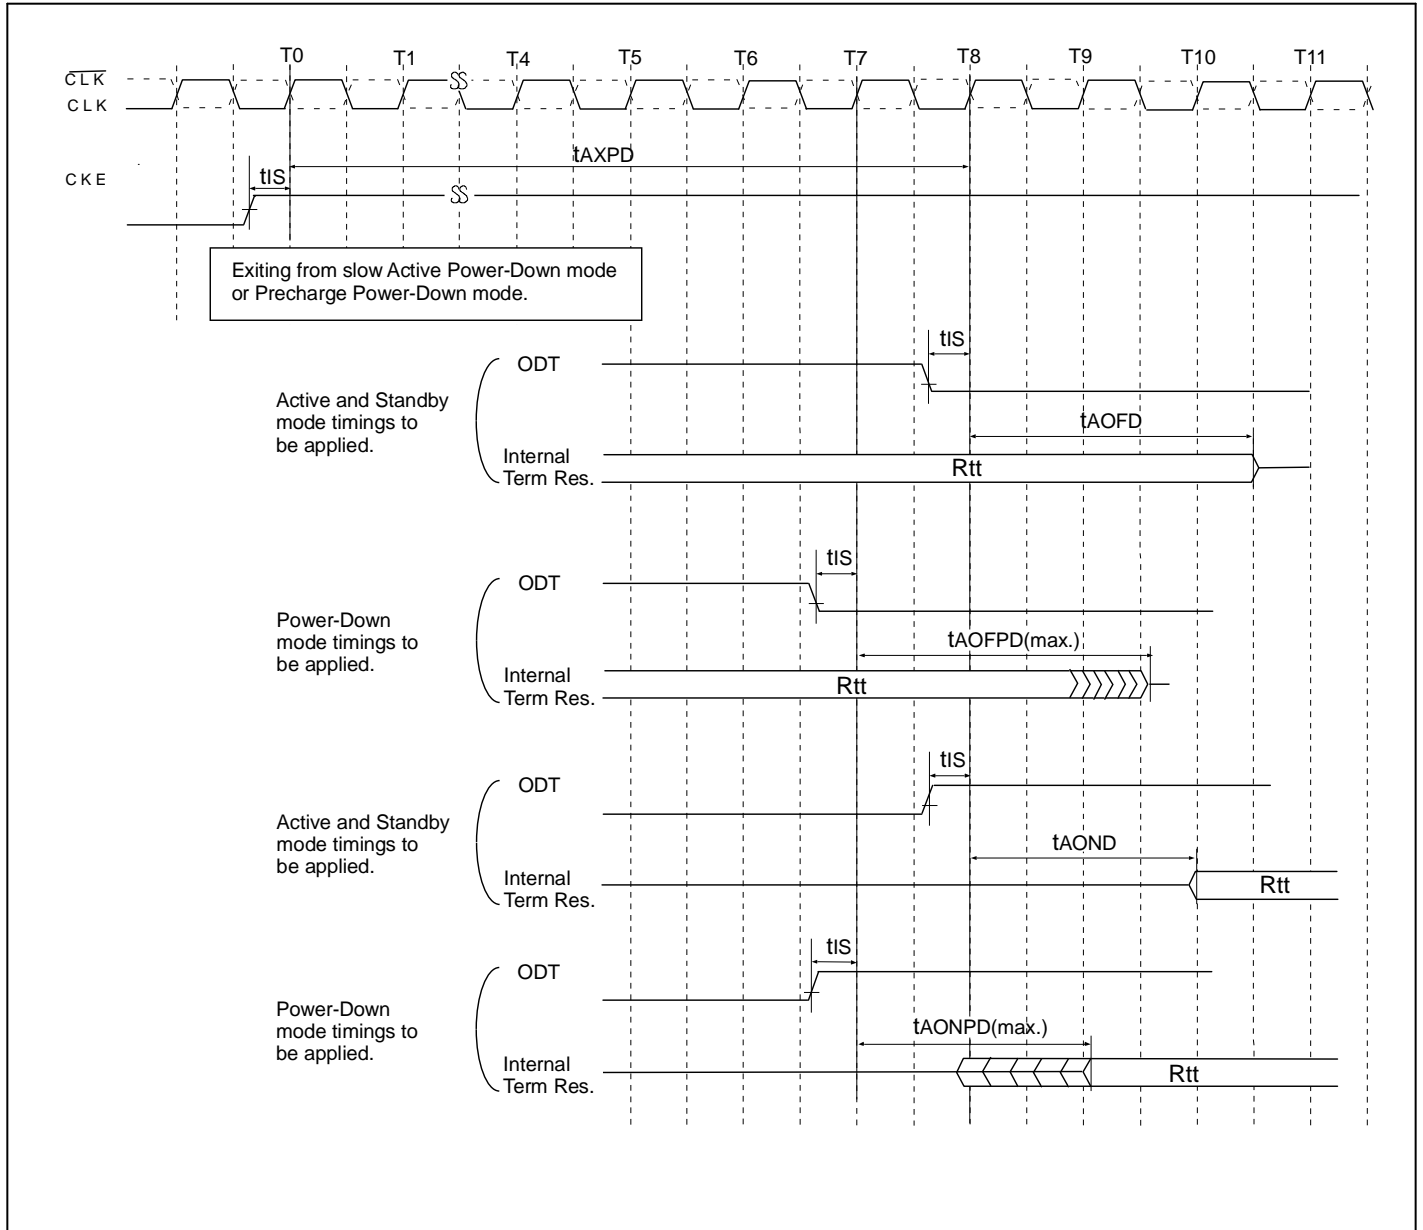 T0 T1 T4 T5 T6 T7 T8 T9 T10 T11
CLK
CLK
tAXPD
CKE
tIS
Exiting from slow Active Power-Down mode
or Precharge Power-Down mode.
tIS
ODT
Active and Standby
mode timings to
be applied.
tAOFD
Internal
Term Res.
Rtt
tIS
ODT
Power-Down
mode timings to
be applied.
tAOFPD(max.)
Internal
Term Res.
Rtt
tIS
ODT
Active and Standby
mode timings to
be applied.
tAOND
Internal
Term Res.
Rtt
tIS
ODT
Power-Down
mode timings to
be applied.
tAONPD(max.)
Internal
Term Res.
Rtt